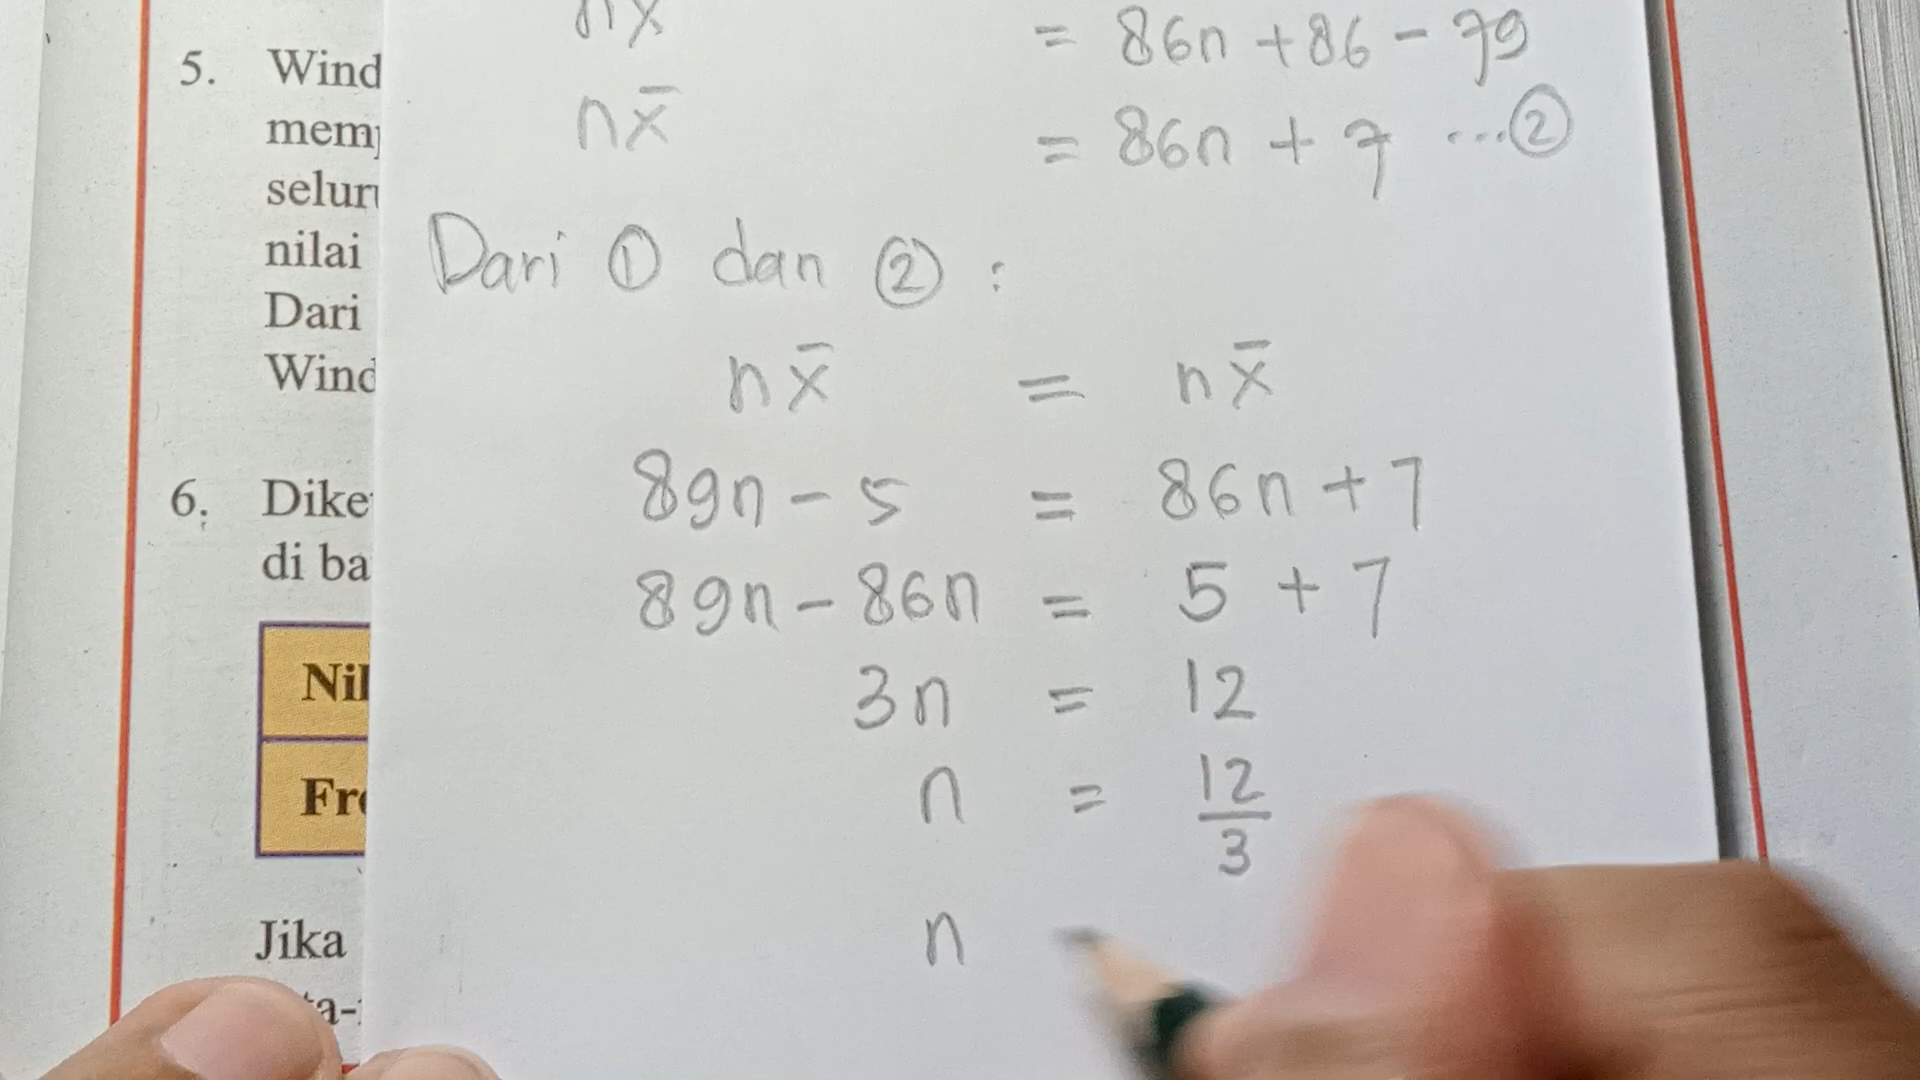 nx̄ = 86n + 86 - 79
nx̄ = 86n + 7 ...②
Dari ① dan ② :
nx̄ = nx̄
89n - 5 = 86n + 7
89n - 86n = 5 + 7
3n = 12
n = 12/3
n
5. Wind
mem
selur
nilai
Dari
Wind
6. Dike
di ba
Nil
Fre
Jika
a-